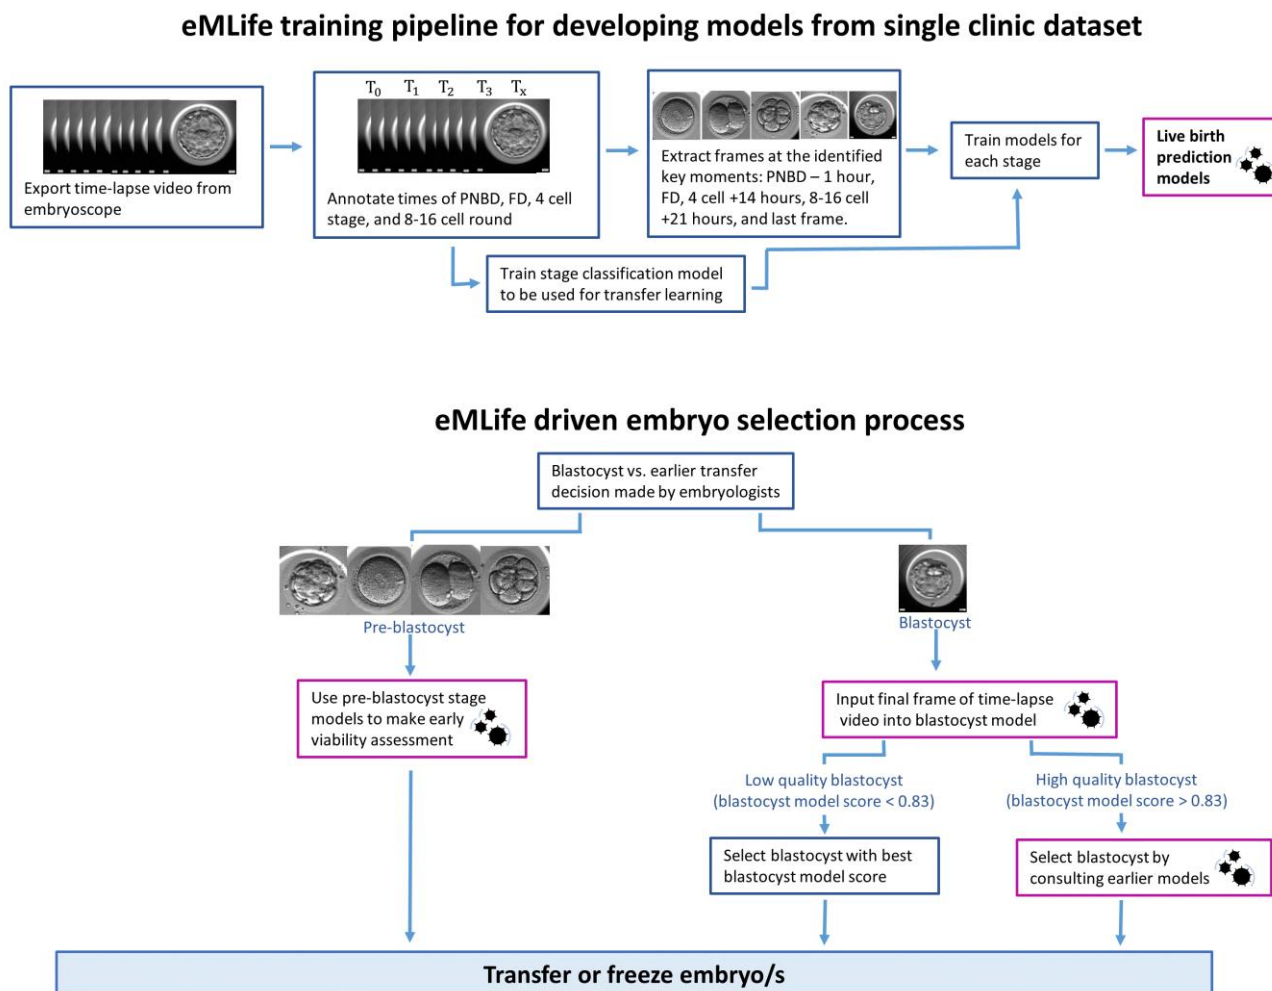 eMLife training pipeline for developing models from single clinic dataset
T0 T1 T2 T3 Tx
Export time-lapse video from
embryoscope
Annotate times of PNBD, FD, 4 cell
stage, and 8-16 cell round
Extract frames at the identified
key moments: PNBD – 1 hour,
FD, 4 cell +14 hours, 8-16 cell
+21 hours, and last frame.
Train models for
each stage
Live birth
prediction
models
Train stage classification model
to be used for transfer learning
eMLife driven embryo selection process
Blastocyst vs. earlier transfer
decision made by embryologists
Pre-blastocyst
Blastocyst
Use pre-blastocyst stage
models to make early
viability assessment
Input final frame of time-lapse
video into blastocyst model
Low quality blastocyst
(blastocyst model score < 0.83)
High quality blastocyst
(blastocyst model score > 0.83)
Select blastocyst with best
blastocyst model score
Select blastocyst by
consulting earlier models
Transfer or freeze embryo/s